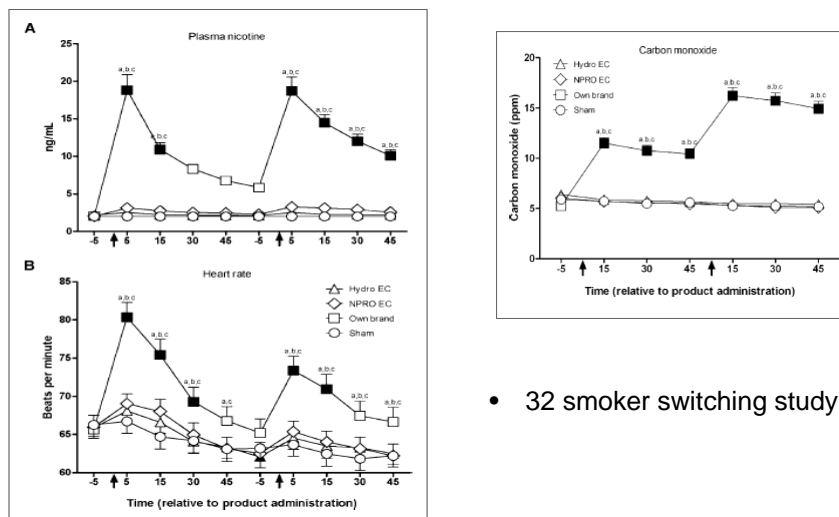 A
Plasma nicotine
25
20
15
10
5
0
ng/mL
a,b,c
a,b,c
a,b,c
a,b,c
a,b,c
a,b,c
-5 5 15 30 45 -5 5 15 30 45
B
Heart rate
85
80
75
70
65
60
Beats per minute
Hydro EC
NPRO EC
Own brand
Sham
a,b,c
a,b,c
a,b,c
a,c
a,b,c
a,b,c
a,b,c
a,b,c
-5 5 15 30 45 -5 5 15 30 45
Time (relative to product administration)
Carbon monoxide
20
15
10
5
0
Carbon monoxide (ppm)
Hydro EC
NPRO EC
Own brand
Sham
a,b,c
a,b,c
a,b,c
a,b,c
a,b,c
a,b,c
-5 15 30 45 15 30 45
Time (relative to product administration)
• 32 smoker switching study